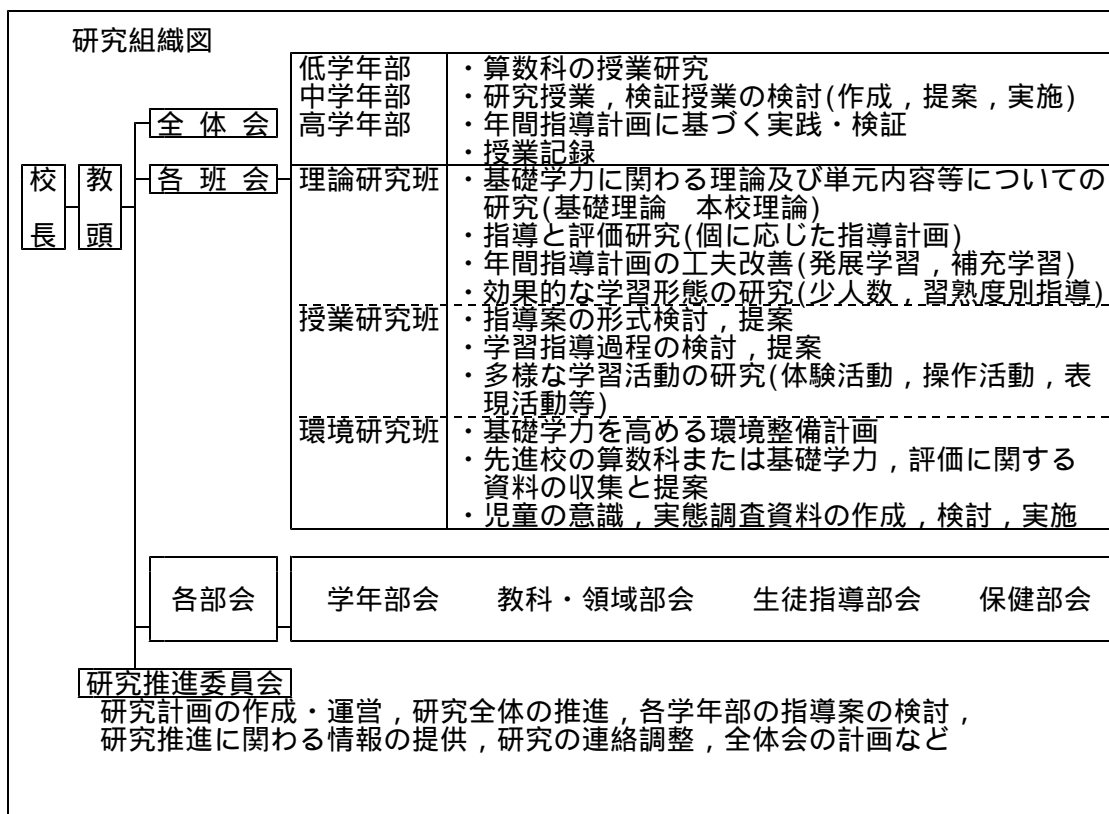 研究組織図
低学年部 ・算数科の授業研究
中学年部 ・研究授業，検証授業の検討(作成，提案，実施)
全体会 高学年部 ・年間指導計画に基づく実践・検証
・授業記録
校長 教頭 各班会 理論研究班 ・基礎学力に関わる理論及び単元内容等についての
研究(基礎理論　本校理論)
・指導と評価研究(個に応じた指導計画)
・年間指導計画の工夫改善(発展学習，補充学習)
・効果的な学習形態の研究(少人数，習熟度別指導)
授業研究班 ・指導案の形式検討，提案
・学習指導過程の検討，提案
・多様な学習活動の研究(体験活動，操作活動，表
現活動等)
環境研究班 ・基礎学力を高める環境整備計画
・先進校の算数科または基礎学力，評価に関する
資料の収集と提案
・児童の意識，実態調査資料の作成，検討，実施
各部会 学年部会 教科・領域部会 生徒指導部会 保健部会
研究推進委員会
研究計画の作成・運営，研究全体の推進，各学年部の指導案の検討，
研究推進に関わる情報の提供，研究の連絡調整，全体会の計画など